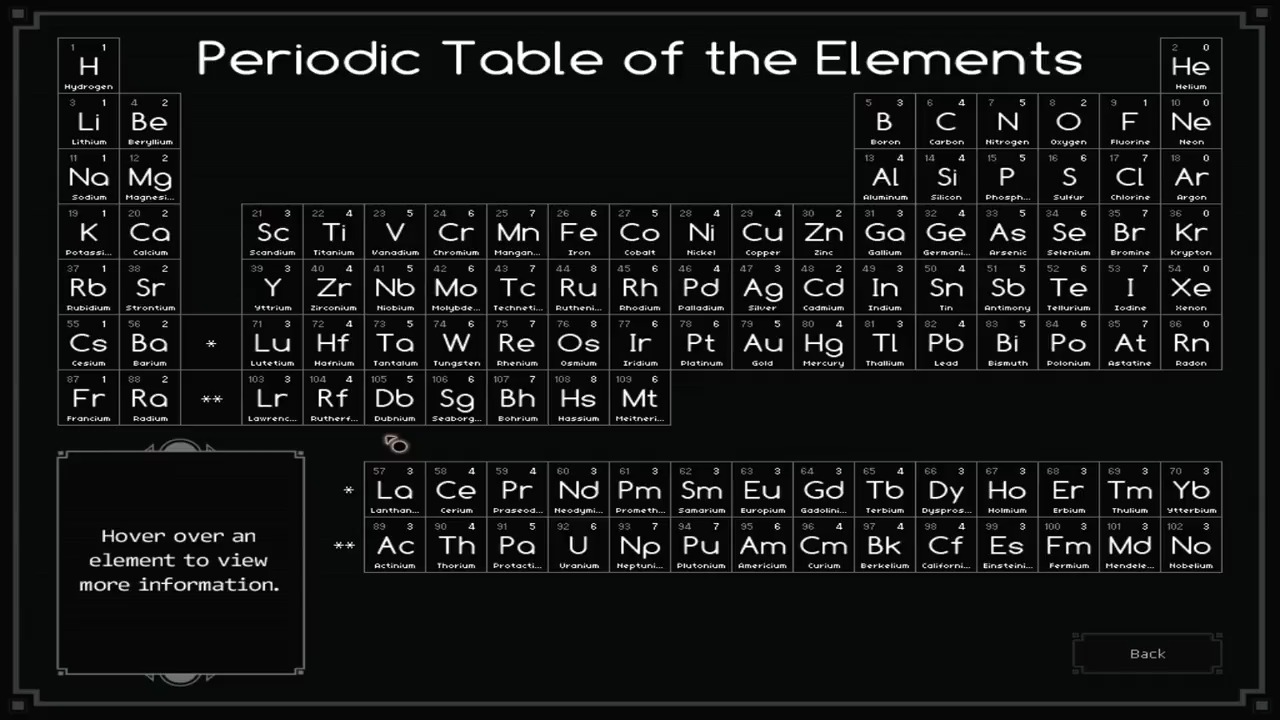 Periodic Table of the Elements
1 1 2 0
H He
Hydrogen Helium
3 1 4 2 5 3 6 4 7 5 8 2 9 1 10 0
Li Be B C N O F Ne
Lithium Beryllium Boron Carbon Nitrogen Oxygen Fluorine Neon
11 1 12 2 13 4 14 4 15 5 16 6 17 7 18 0
Na Mg Al Si P S Cl Ar
Sodium Magnesi... Aluminum Silicon Phosph... Sulfur Chlorine Argon
19 1 20 2 21 3 22 4 23 5 24 6 25 7 26 6 27 5 28 4 29 4 30 2 31 3 32 4 33 5 34 6 35 7 36 0
K Ca Sc Ti V Cr Mn Fe Co Ni Cu Zn Ga Ge As Se Br Kr
Potassi... Calcium Scandium Titanium Vanadium Chromium Mangan... Iron Cobalt Nickel Copper Zinc Gallium Germani... Arsenic Selenium Bromine Krypton
37 1 38 2 39 3 40 4 41 5 42 6 43 7 44 8 45 6 46 4 47 3 48 2 49 3 50 4 51 5 52 6 53 7 54 0
Rb Sr Y Zr Nb Mo Tc Ru Rh Pd Ag Cd In Sn Sb Te I Xe
Rubidium Strontium Yttrium Zirconium Niobium Molybde... Techneti... Rutheni... Rhodium Palladium Silver Cadmium Indium Tin Antimony Tellurium Iodine Xenon
55 1 56 2 71 3 72 4 73 5 74 6 75 7 76 8 77 6 78 6 79 5 80 4 81 3 82 4 83 5 84 6 85 7 86 0
Cs Ba * Lu Hf Ta W Re Os Ir Pt Au Hg Tl Pb Bi Po At Rn
Cesium Barium Lutetium Hafnium Tantalum Tungsten Rhenium Osmium Iridium Platinum Gold Mercury Thallium Lead Bismuth Polonium Astatine Radon
87 1 88 2 103 3 104 4 105 5 106 6 107 7 108 8 109 6
Fr Ra ** Lr Rf Db Sg Bh Hs Mt
Francium Radium Lawrenc... Rutherf... Dubnium Seaborg... Bohrium Hassium Meitneri...
57 3 58 4 59 4 60 3 61 3 62 3 63 3 64 3 65 4 66 3 67 3 68 3 69 3 70 3
* La Ce Pr Nd Pm Sm Eu Gd Tb Dy Ho Er Tm Yb
Lanthan... Cerium Praseod... Neodymi... Prometh... Samarium Europium Gadolini... Terbium Dyspros... Holmium Erbium Thulium Ytterbium
89 3 90 4 91 5 92 6 93 7 94 7 95 6 96 4 97 4 98 4 99 3 100 3 101 3 102 3
** Ac Th Pa U Np Pu Am Cm Bk Cf Es Fm Md No
Actinium Thorium Protacti... Uranium Neptuni... Plutonium Americium Curium Berkelium Californi... Einsteini... Fermium Mendele... Nobelium
Hover over an
element to view
more information.
Back